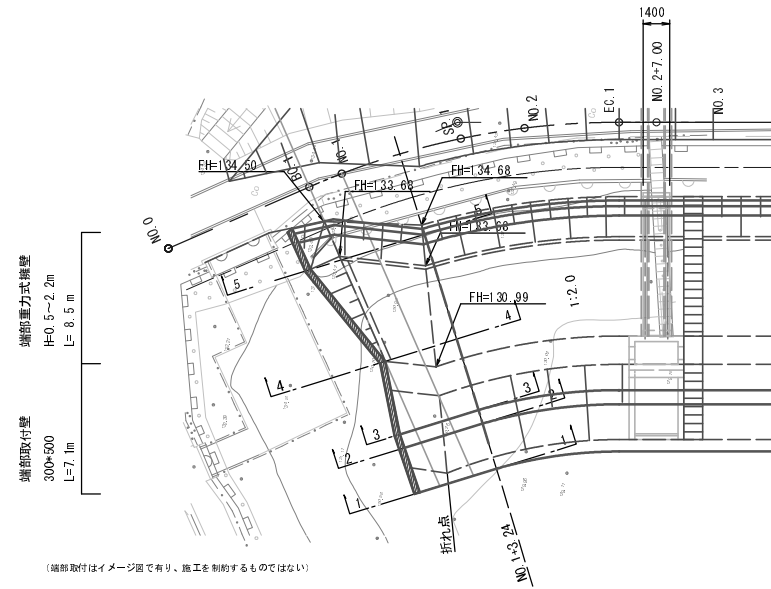 1400
NO.2+7.00
NO.3
EC.1
NO.2
SP.1
NO.1
BC.1
NO.0
FH=134.50
FH=133.68
FH=134.68
FH=133.68
FH=130.99
1:2.0
5
5
4
4
3
3
2
2
1
1
端部重力式擁壁
H=0.5～2.2m
L= 8.5 m
端部取付壁
300*500
L=7.1m
折れ点
NO.1+3.24
(端部取付はイメージ図で有り、施工を制約するものではない)